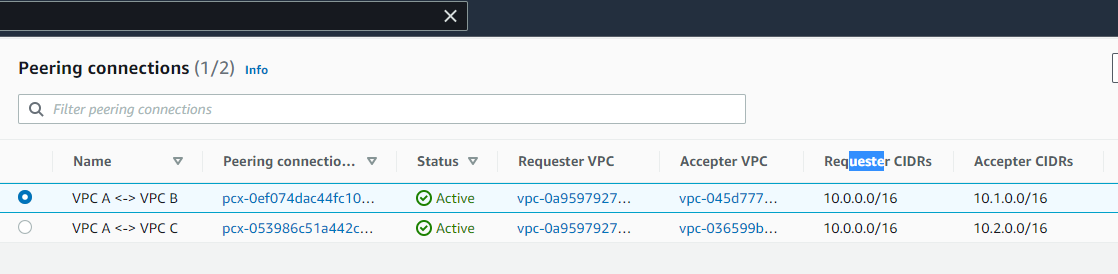 Peering connections (1/2) Info
Filter peering connections
Name Peering connectio... Status Requester VPC Accepter VPC Requester CIDRs Accepter CIDRs
VPC A <-> VPC B pcx-0ef074dac44fc10... Active vpc-0a9597927... vpc-045d777... 10.0.0.0/16 10.1.0.0/16
VPC A <-> VPC C pcx-053986c51a442c... Active vpc-0a9597927... vpc-036599b... 10.0.0.0/16 10.2.0.0/16